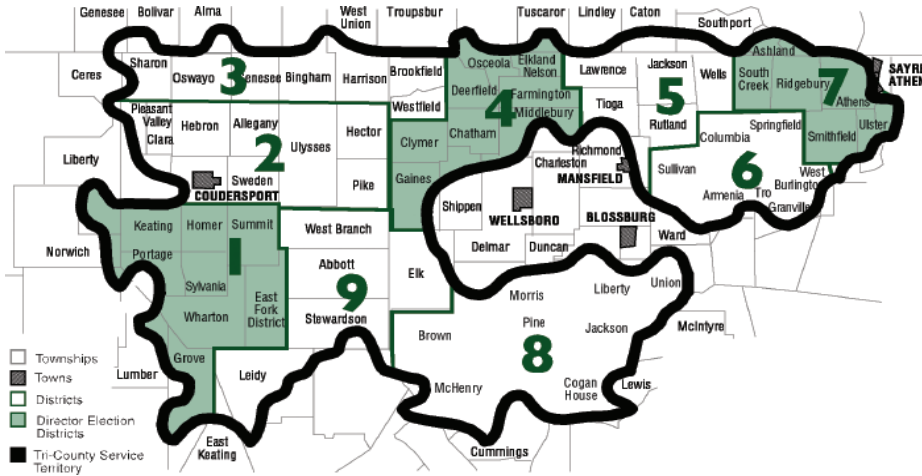 Genesee Bolivar Alma West Union Troupsbur Tuscaror Lindley Caton Southport
Ceres Sharon Oswayo 3 Genesee Bingham Harrison Brookfield Osceola Elkland Nelson Lawrence Jackson Wells Ashland South Creek Ridgebury 7 SAYRE ATHEN
Pleasant Valley Clara Hebron Allegany Ulysses Hector Westfield Deerfield 4 Farmington Middlebury Tioga 5 Rutland Athens
Liberty 2 Clymer Chatham Columbia Springfield Smithfield Ulster
COUDERSPORT Sweden Pike Gaines Charleston Richmond MANSFIELD Sullivan 6 West Burlington
Shippen WELLSBORO BLOSSBURG Armenia Tro Granville
Norwich Keating Homer Summit West Branch Delmar Duncan Ward
Portage 1 Abbott Elk Union
Sylvania 9 Morris Liberty
Wharton East Fork District Stewardson Brown Pine Jackson McIntyre
8
Grove
Lumber Leidy McHenry Cogan House Lewis
East Keating Cummings
Townships
Towns
Districts
Director Election Districts
Tri-County Service Territory